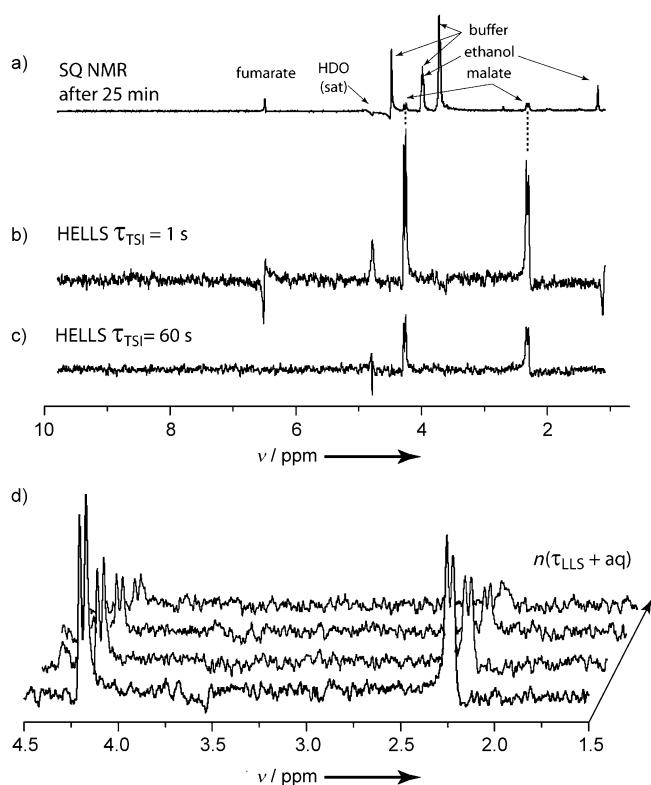 a)
SQ NMR
after 25 min
fumarate
HDO
(sat)
buffer
ethanol
malate
b) HELLS τTSI = 1 s
c) HELLS τTSI = 60 s
10 8 6 4 2
ν / ppm
d)
n(τLLS + aq)
4.5 4.0 3.5 2.5 2.0 1.5
ν / ppm